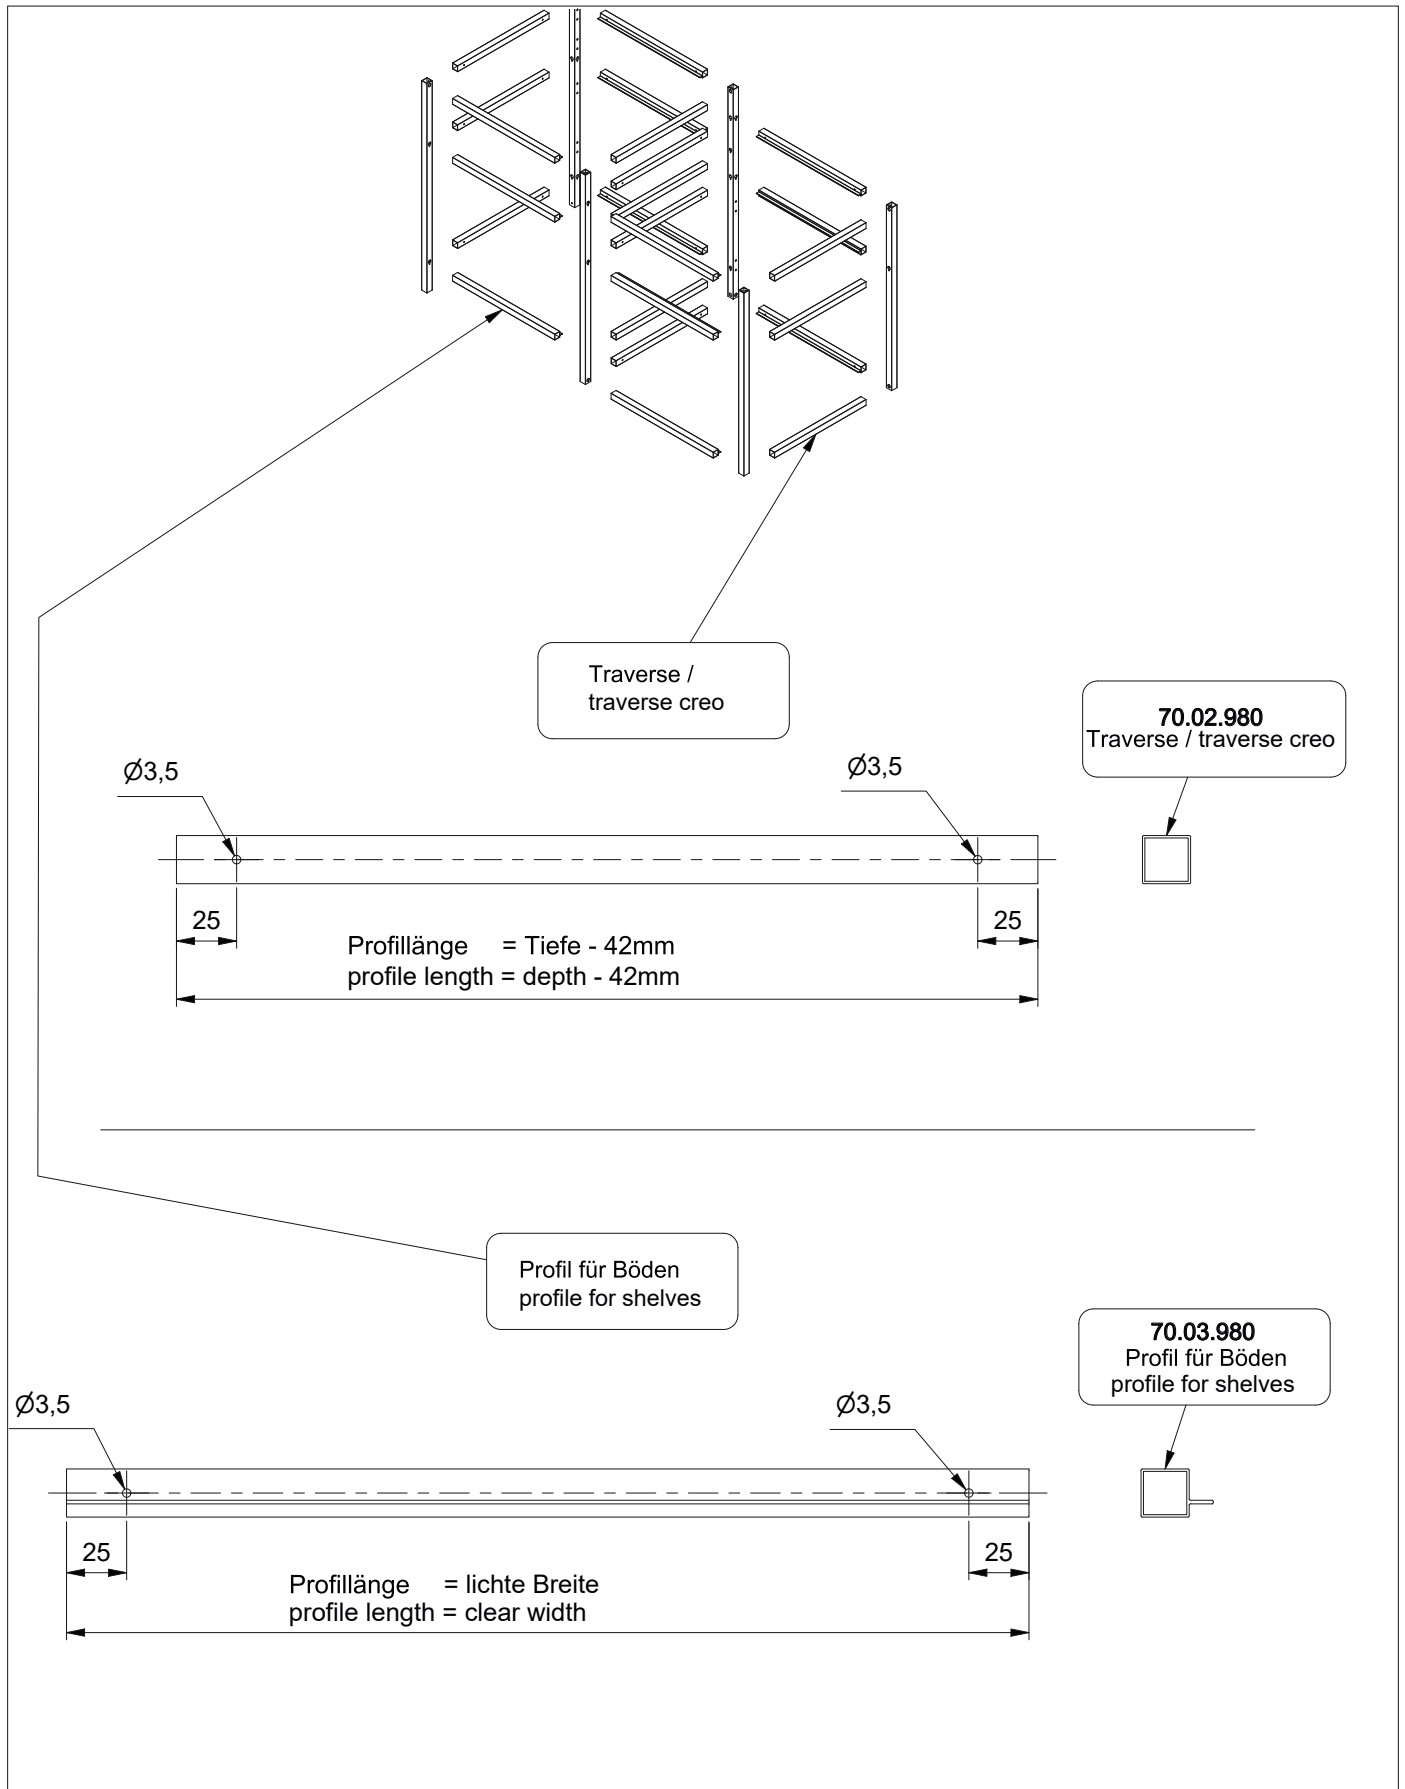 Traverse /
traverse creo
70.02.980
Traverse / traverse creo
Ø3,5
Ø3,5
25
25
Profillänge = Tiefe - 42mm
profile length = depth - 42mm
Profil für Böden
profile for shelves
70.03.980
Profil für Böden
profile for shelves
Ø3,5
Ø3,5
25
25
Profillänge = lichte Breite
profile length = clear width